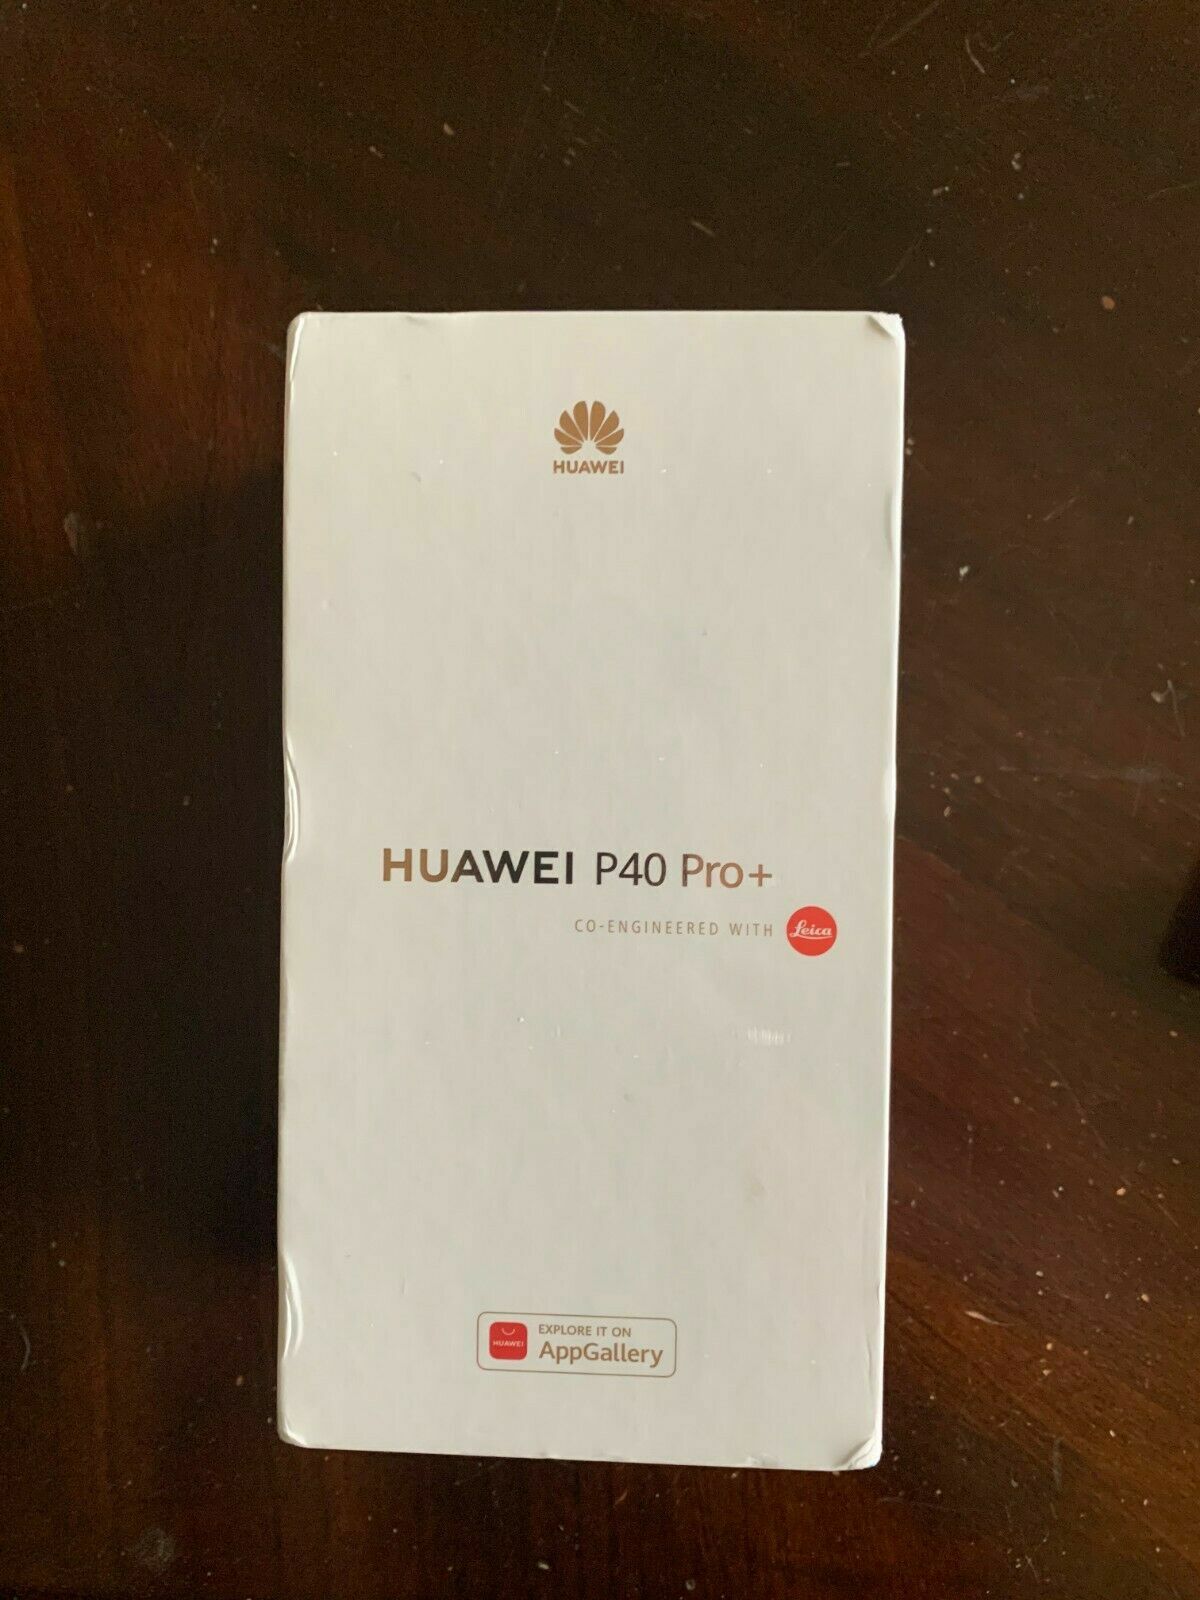 HUAWEI
HUAWEI P40 Pro+
CO-ENGINEERED WITH Leica
HUAWEI
EXPLORE IT ON
AppGallery